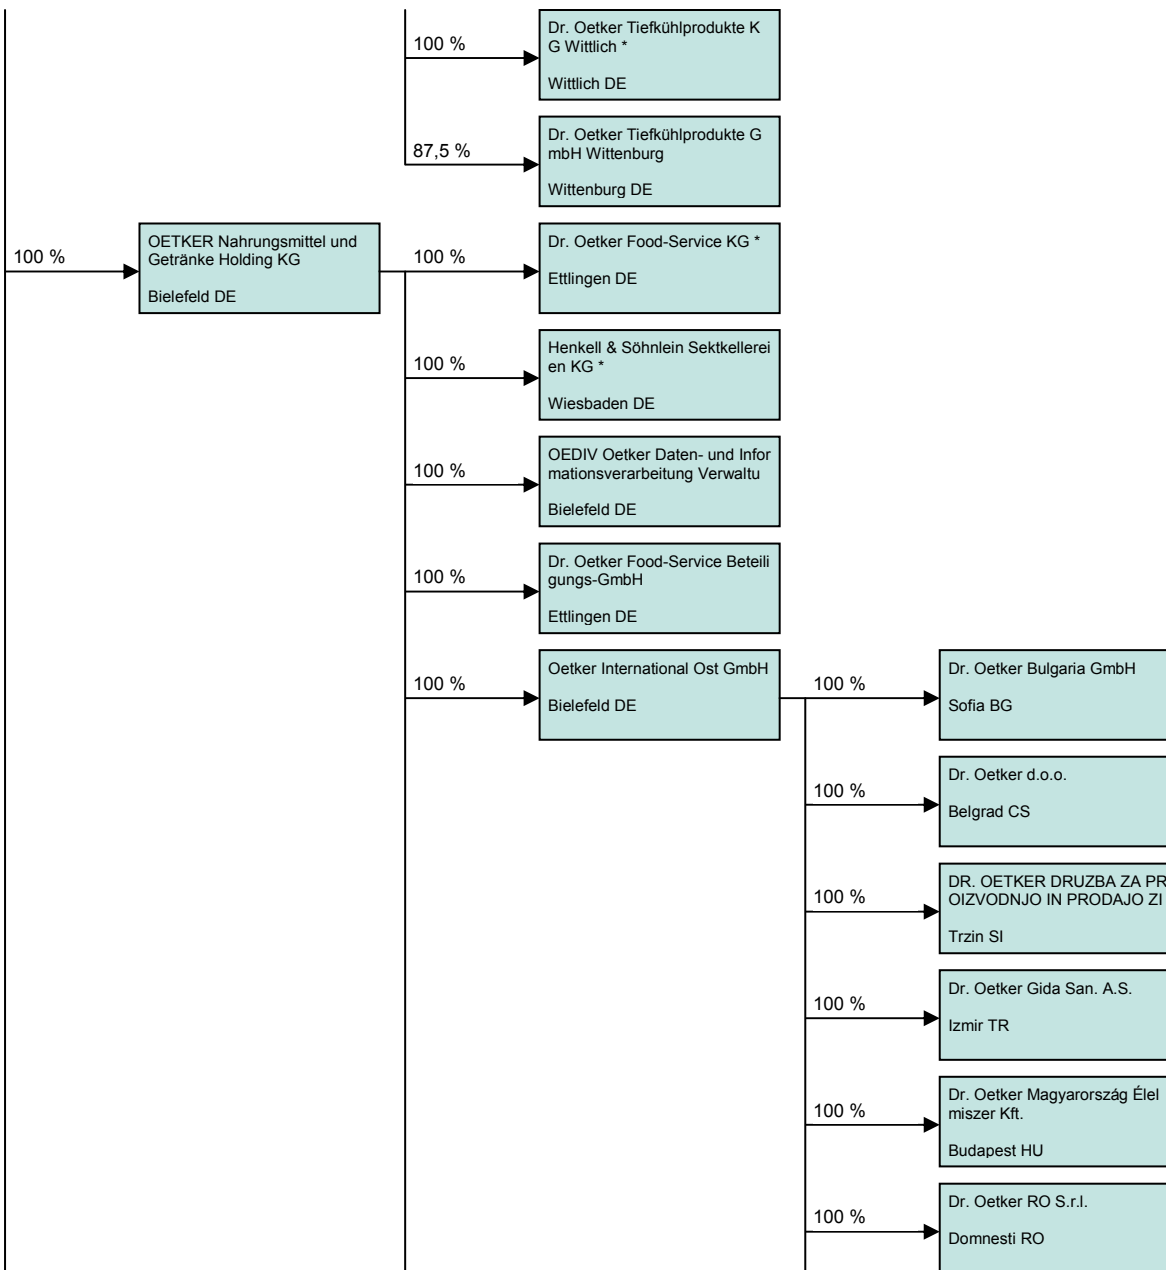 100 %
Dr. Oetker Tiefkühlprodukte K
G Wittlich *
Wittlich DE
87,5 %
Dr. Oetker Tiefkühlprodukte G
mbH Wittenburg
Wittenburg DE
100 %
OETKER Nahrungsmittel und
Getränke Holding KG
Bielefeld DE
100 %
Dr. Oetker Food-Service KG *
Ettlingen DE
100 %
Henkell & Söhnlein Sektkellerei
en KG *
Wiesbaden DE
100 %
OEDIV Oetker Daten- und Infor
mationsverarbeitung Verwaltu
Bielefeld DE
100 %
Dr. Oetker Food-Service Beteili
gungs-GmbH
Ettlingen DE
100 %
Oetker International Ost GmbH
Bielefeld DE
100 %
Dr. Oetker Bulgaria GmbH
Sofia BG
100 %
Dr. Oetker d.o.o.
Belgrad CS
100 %
DR. OETKER DRUZBA ZA PR
OIZVODNJO IN PRODAJO ZI
Trzin SI
100 %
Dr. Oetker Gida San. A.S.
Izmir TR
100 %
Dr. Oetker Magyarország Élel
miszer Kft.
Budapest HU
100 %
Dr. Oetker RO S.r.l.
Domnesti RO